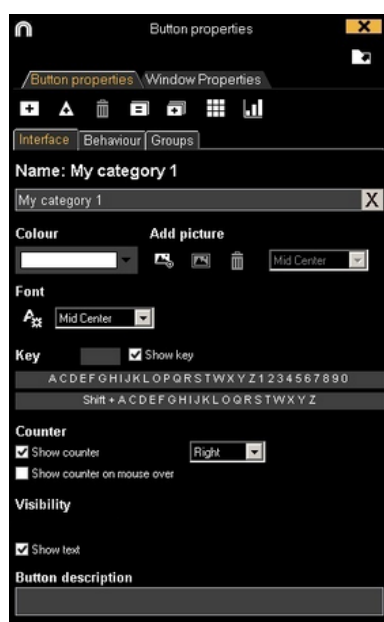 Button properties X
Button properties Window Properties
Interface Behaviour Groups
Name: My category 1
My category 1 X
Colour Add picture
Mid Center
Font
Mid Center
Key Show key
A C D E F G H I J K L O P Q R S T W X Y Z 1 2 3 4 5 6 7 8 9 0
Shift + A C D E F G H I J K L O Q R S T W X Y Z
Counter
Show counter Right
Show counter on mouse over
Visibility
Show text
Button description